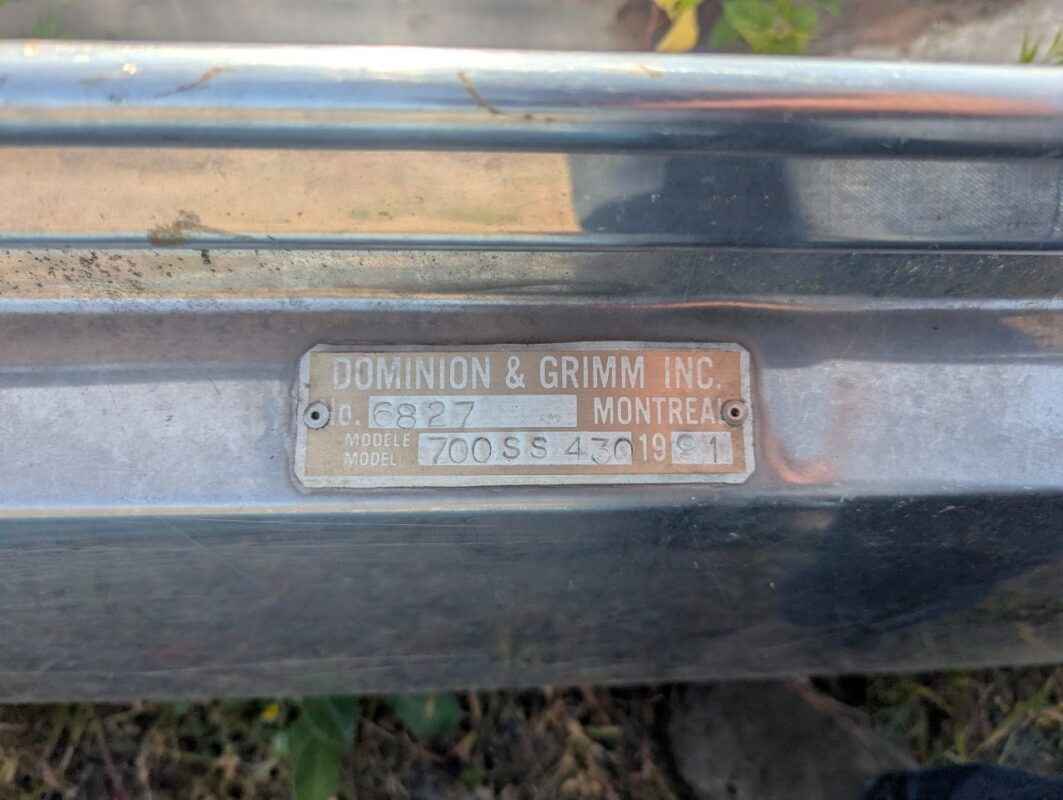 DOMINION & GRIMM INC.
No. 6827 MONTREAL
MODELE
MODEL 700SS 430 1991